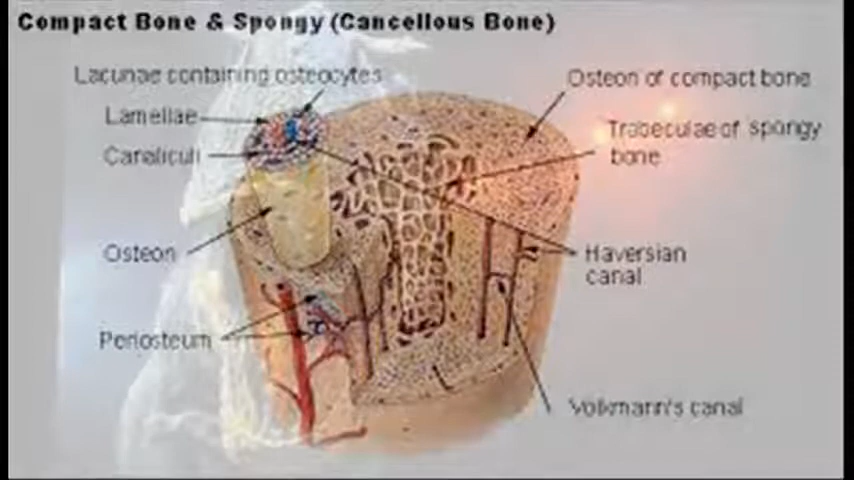 Compact Bone & Spongy (Cancellous Bone)
Lacunae containing osteocytes
Osteon of compact bone
Lamellae
Trabeculae of spongy
bone
Canaliculi
Osteon
Haversian
canal
Periosteum
Volkmann's canal